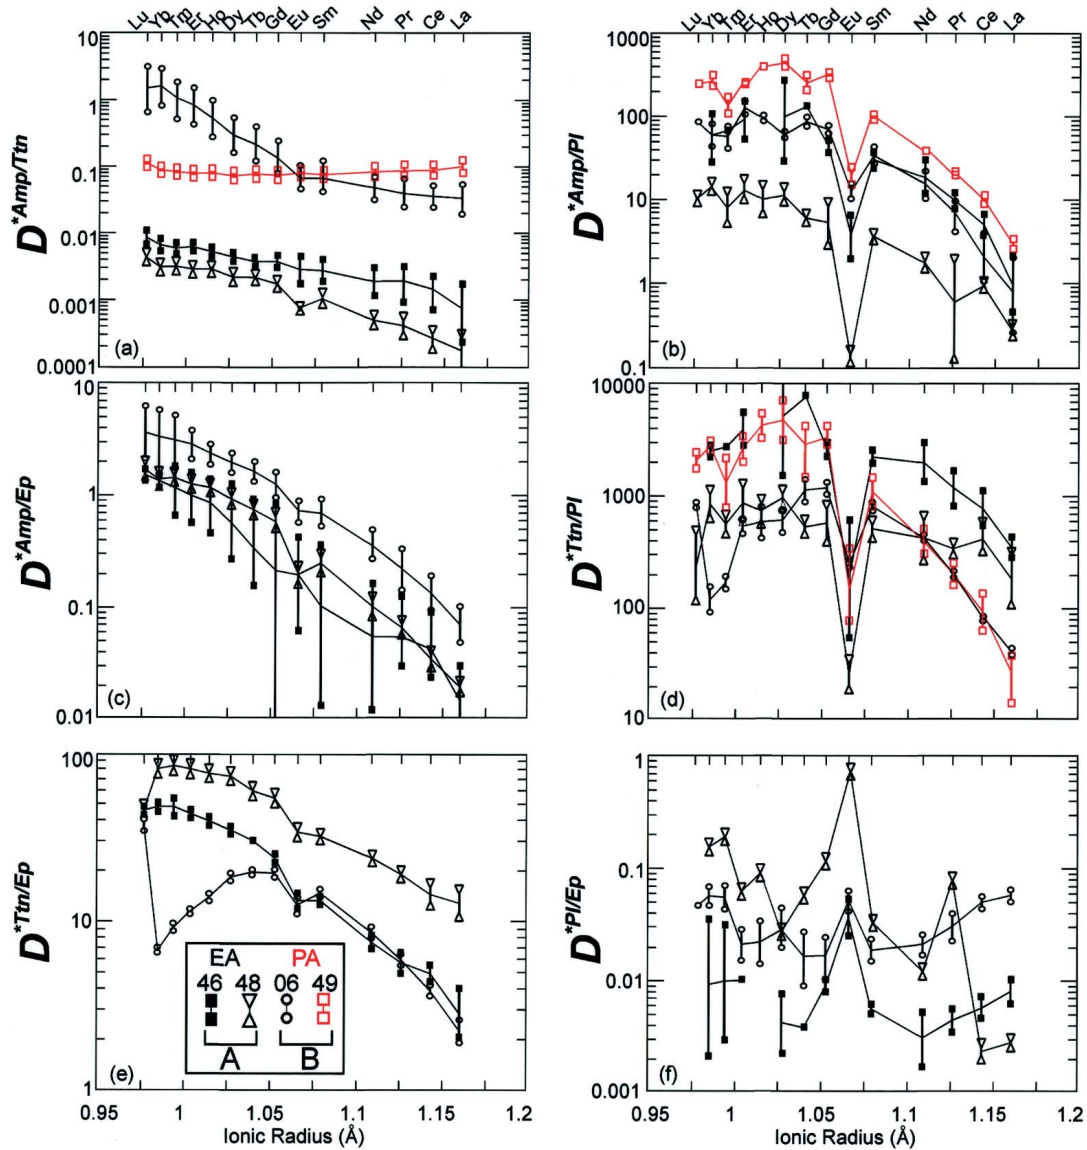 Lu Yb Tm Er Ho Dy Tb Gd Eu Sm Nd Pr Ce La
10
1
0.1
0.01
0.001
0.0001
D*Amp/Ttn
(a)
Lu Yb Tm Er Ho Dy Tb Gd Eu Sm Nd Pr Ce La
1000
100
10
1
0.1
D*Amp/Pl
(b)
10
1
0.1
0.01
D*Amp/Ep
(c)
10000
1000
100
10
D*Ttn/Pl
(d)
100
10
1
D*Ttn/Ep
(e)
EA PA
46 48 06 49
A B
0.95 1 1.05 1.1 1.15 1.2
Ionic Radius (Å)
1
0.1
0.01
0.001
D*Pl/Ep
(f)
0.95 1 1.05 1.1 1.15 1.2
Ionic Radius (Å)